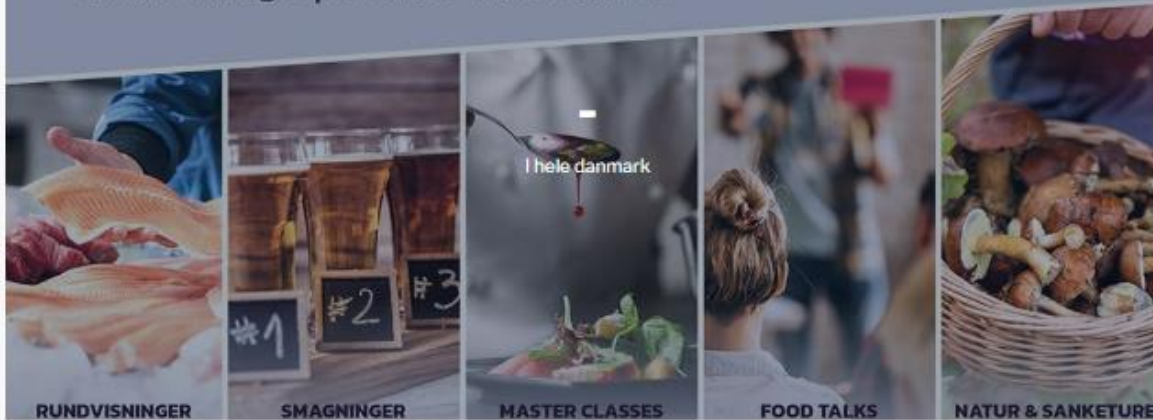 -
I hele danmark
#1
#2
#3
RUNDVISNINGER
SMAGNINGER
MASTER CLASSES
FOOD TALKS
NATUR & SANKETURE